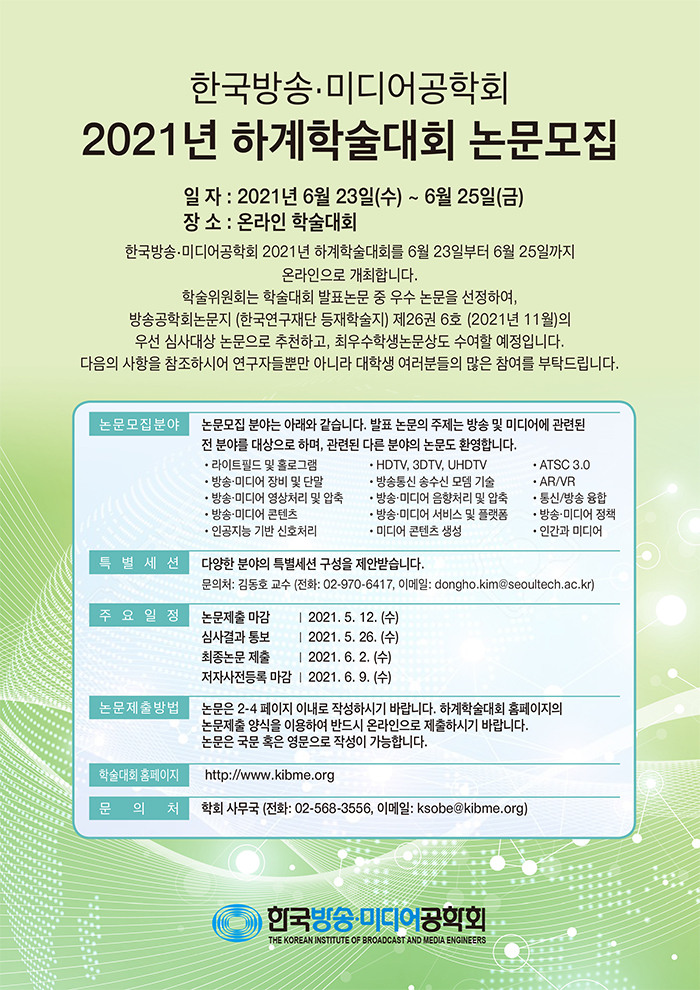 한국방송·미디어공학회
2021년 하계학술대회 논문모집
일 자 : 2021년 6월 23일(수) ~ 6월 25일(금)
장 소 : 온라인 학술대회
한국방송·미디어공학회 2021년 하계학술대회를 6월 23일부터 6월 25일까지
온라인으로 개최합니다.
학술위원회는 학술대회 발표논문 중 우수 논문을 선정하여,
방송공학회논문지 (한국연구재단 등재학술지) 제26권 6호 (2021년 11월)의
우선 심사대상 논문으로 추천하고, 최우수학생논문상도 수여할 예정입니다.
다음의 사항을 참조하시어 연구자들뿐만 아니라 대학생 여러분들의 많은 참여를 부탁드립니다.
논문모집분야 논문모집 분야는 아래와 같습니다. 발표 논문의 주제는 방송 및 미디어에 관련된
전 분야를 대상으로 하며, 관련된 다른 분야의 논문도 환영합니다.
• 라이트필드 및 홀로그램 • HDTV, 3DTV, UHDTV • ATSC 3.0
• 방송·미디어 장비 및 단말 • 방송통신 송수신 모뎀 기술 • AR/VR
• 방송·미디어 영상처리 및 압축 • 방송·미디어 음향처리 및 압축 • 통신/방송 융합
• 방송·미디어 콘텐츠 • 방송·미디어 서비스 및 플랫폼 • 방송·미디어 정책
• 인공지능 기반 신호처리 • 미디어 콘텐츠 생성 • 인간과 미디어
특 별 세 션 다양한 분야의 특별세션 구성을 제안받습니다.
문의처: 김동호 교수 (전화: 02-970-6417, 이메일: dongho.kim@seoultech.ac.kr)
주 요 일 정 논문제출 마감 | 2021. 5. 12. (수)
심사결과 통보 | 2021. 5. 26. (수)
최종논문 제출 | 2021. 6. 2. (수)
저자사전등록 마감 | 2021. 6. 9. (수)
논문제출방법 논문은 2-4 페이지 이내로 작성하시기 바랍니다. 하계학술대회 홈페이지의
논문제출 양식을 이용하여 반드시 온라인으로 제출하시기 바랍니다.
논문은 국문 혹은 영문으로 작성이 가능합니다.
학술대회 홈페이지 http://www.kibme.org
문 의 처 학회 사무국 (전화: 02-568-3556, 이메일: ksobe@kibme.org)
한국방송·미디어공학회
THE KOREAN INSTITUTE OF BROADCAST AND MEDIA ENGINEERS